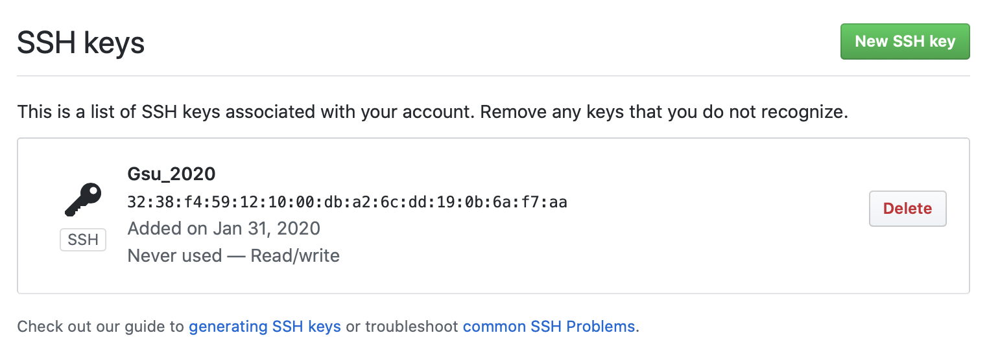 SSH keys
New SSH key
This is a list of SSH keys associated with your account. Remove any keys that you do not recognize.
Gsu_2020
32:38:f4:59:12:10:00:db:a2:6c:dd:19:0b:6a:f7:aa
Added on Jan 31, 2020
Never used — Read/write
SSH
Delete
Check out our guide to generating SSH keys or troubleshoot common SSH Problems.